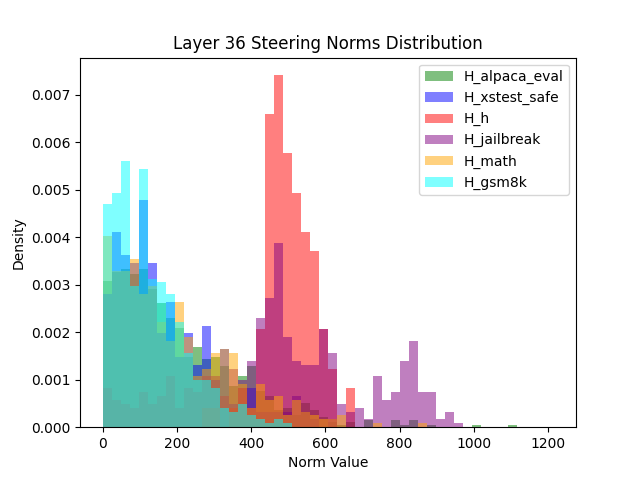 Layer 36 Steering Norms Distribution
H_alpaca_eval
H_xstest_safe
H_h
H_jailbreak
H_math
H_gsm8k
Density
0.007
0.006
0.005
0.004
0.003
0.002
0.001
0.000
0
200
400
600
800
1000
1200
Norm Value